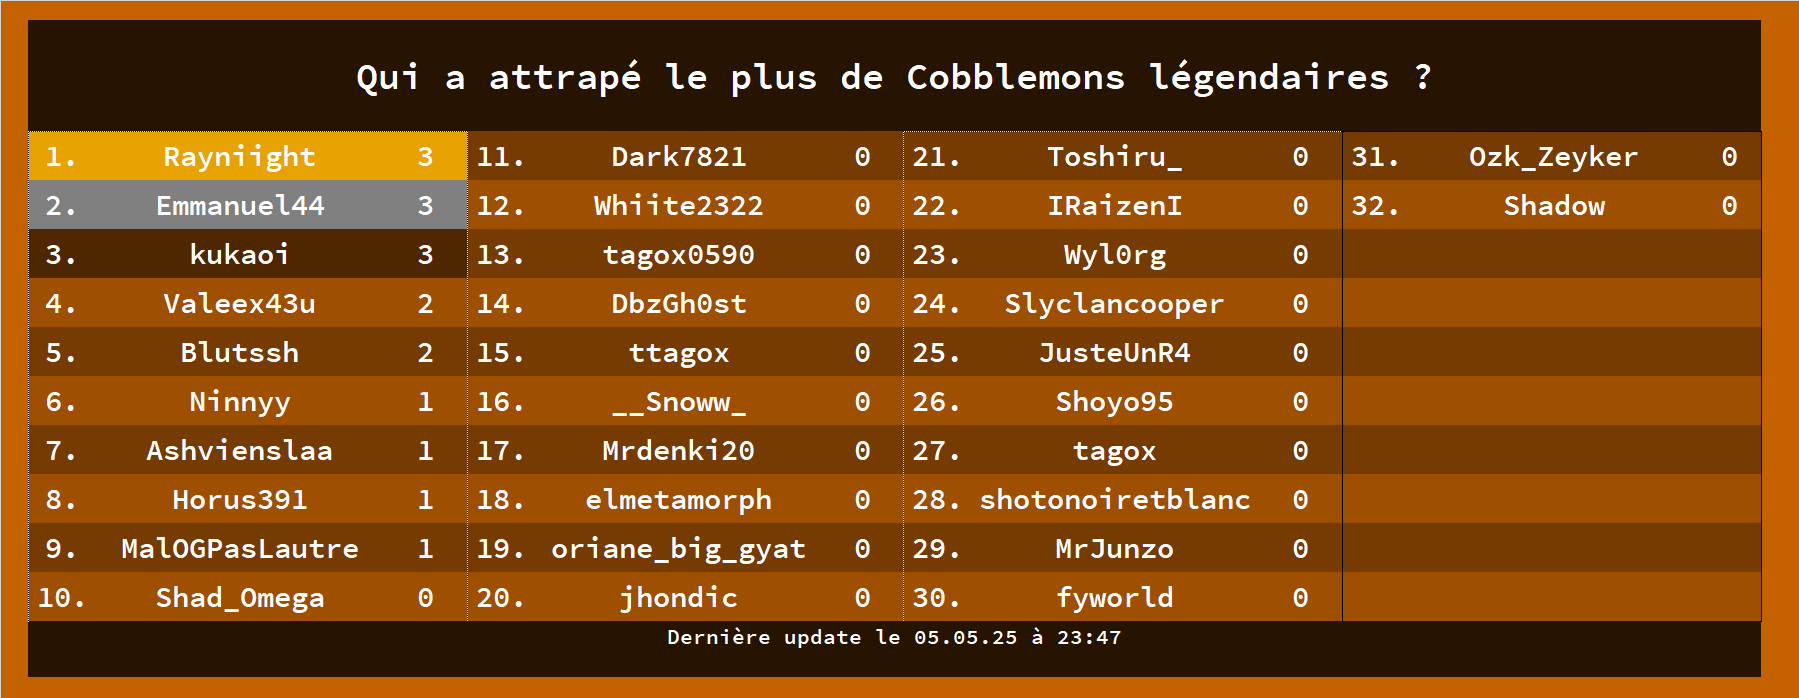 Qui a attrapé le plus de Cobblemons légendaires ?
1. Rayniight 3
2. Emmanuel44 3
3. kukaoi 3
4. Valeex43u 2
5. Blutssh 2
6. Ninnyy 1
7. Ashvienslaa 1
8. Horus391 1
9. MalOGPasLautre 1
10. Shad_Omega 0
11. Dark7821 0
12. Whiite2322 0
13. tagox0590 0
14. DbzGh0st 0
15. ttagox 0
16. __Snoww_ 0
17. Mrdenki20 0
18. elmetamorph 0
19. oriane_big_gyat 0
20. jhondic 0
21. Toshiru_ 0
22. IRaizenI 0
23. Wyl0rg 0
24. Slyclancooper 0
25. JusteUnR4 0
26. Shoyo95 0
27. tagox 0
28. shotonoiretblanc 0
29. MrJunzo 0
30. fyworld 0
31. Ozk_Zeyker 0
32. Shadow 0
Dernière update le 05.05.25 à 23:47